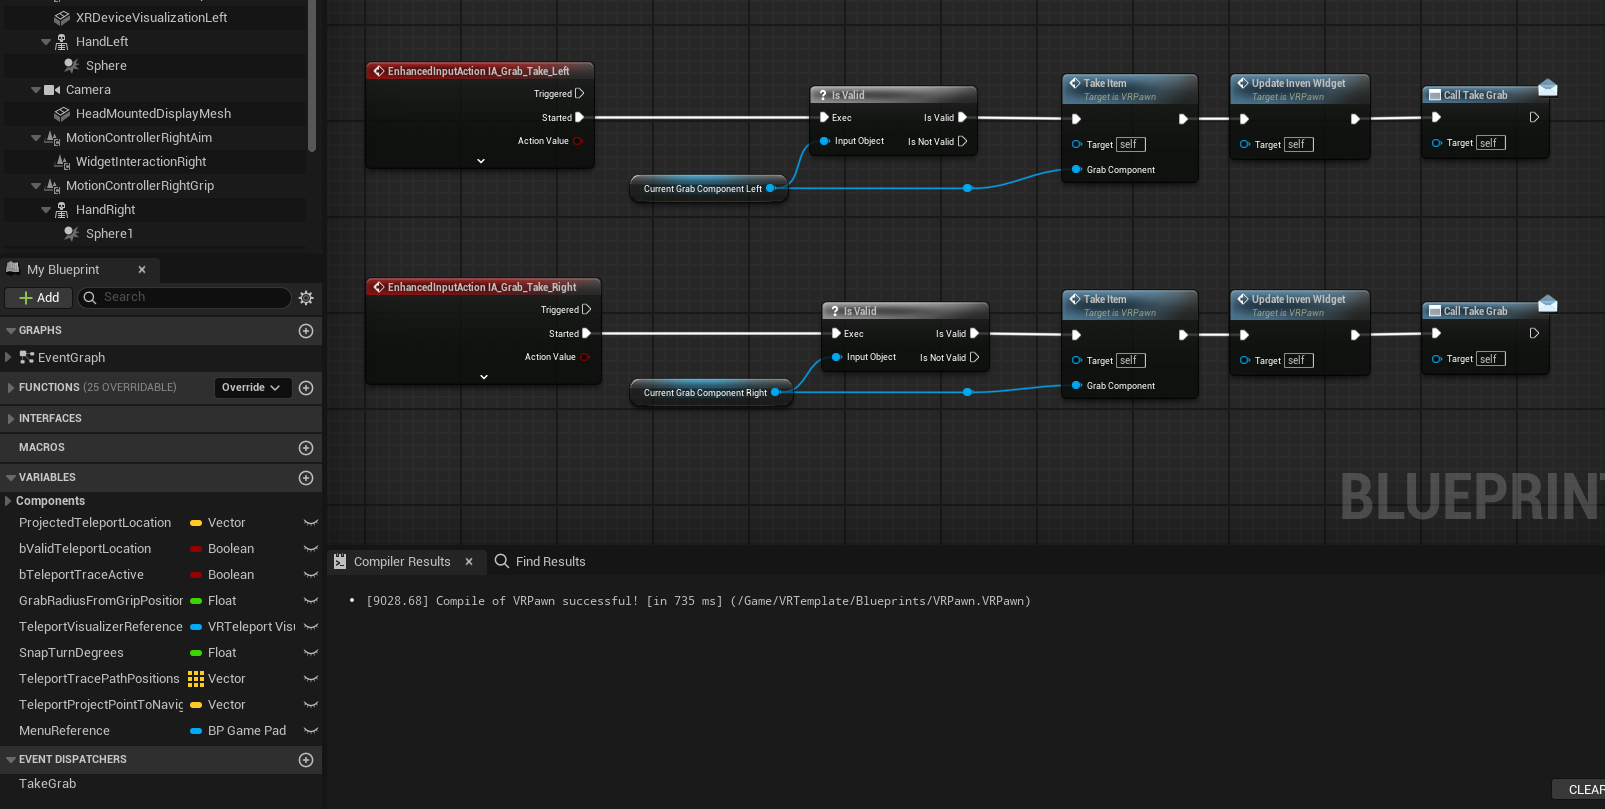 XRDeviceVisualizationLeft
HandLeft
Sphere
Camera
HeadMountedDisplayMesh
MotionControllerRightAim
WidgetInteractionRight
MotionControllerRightGrip
HandRight
Sphere1
My Blueprint
Add
Search
GRAPHS
EventGraph
FUNCTIONS (25 OVERRIDABLE)
Override
INTERFACES
MACROS
VARIABLES
Components
ProjectedTeleportLocation Vector
bValidTeleportLocation Boolean
bTeleportTraceActive Boolean
GrabRadiusFromGripPosition Float
TeleportVisualizerReference VRTeleport Visu
SnapTurnDegrees Float
TeleportTracePathPositions Vector
TeleportProjectPointToNavig Vector
MenuReference BP Game Pad
EVENT DISPATCHERS
TakeGrab
EnhancedInputAction IA_Grab_Take_Left
Triggered
Started
Action Value
Current Grab Component Left
Is Valid
Exec Is Valid
Input Object Is Not Valid
Take Item
Target is VRPawn
Target self
Grab Component
Update Inven WIdget
Target is VRPawn
Target self
Call Take Grab
Target self
EnhancedInputAction IA_Grab_Take_Right
Triggered
Started
Action Value
Current Grab Component Right
Is Valid
Exec Is Valid
Input Object Is Not Valid
Take Item
Target is VRPawn
Target self
Grab Component
Update Inven WIdget
Target is VRPawn
Target self
Call Take Grab
Target self
BLUEPRINT
Compiler Results
Find Results
[9028.68] Compile of VRPawn successful! [in 735 ms] (/Game/VRTemplate/Blueprints/VRPawn.VRPawn)
CLEAR